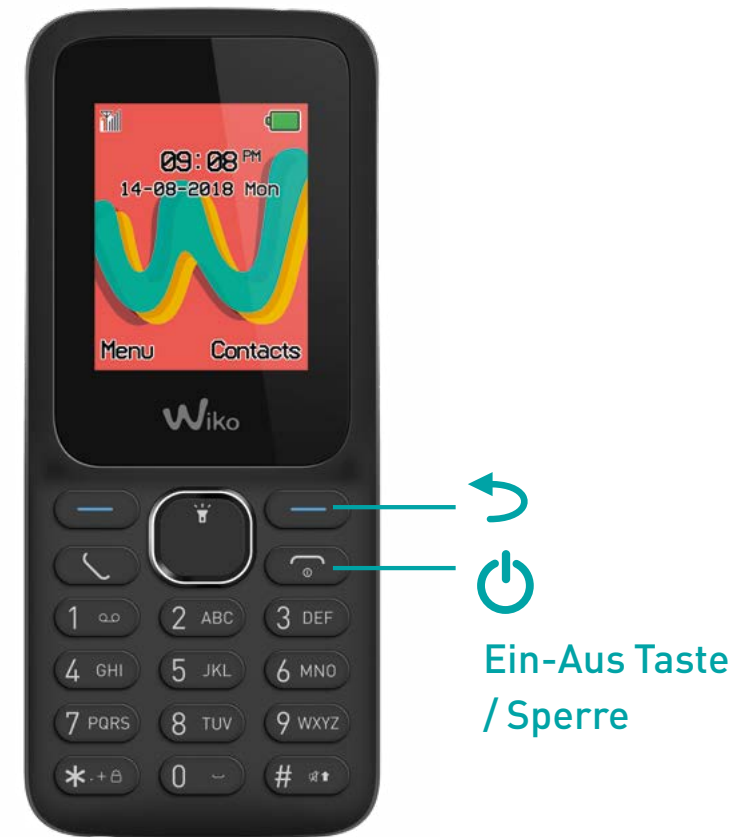 09:08 PM
14-08-2018 Mon
Menu Contacts
Wiko
1
2 ABC
3 DEF
4 GHI
5 JKL
6 MNO
7 PQRS
8 TUV
9 WXYZ
* . +
0
#
Ein-Aus Taste
/ Sperre